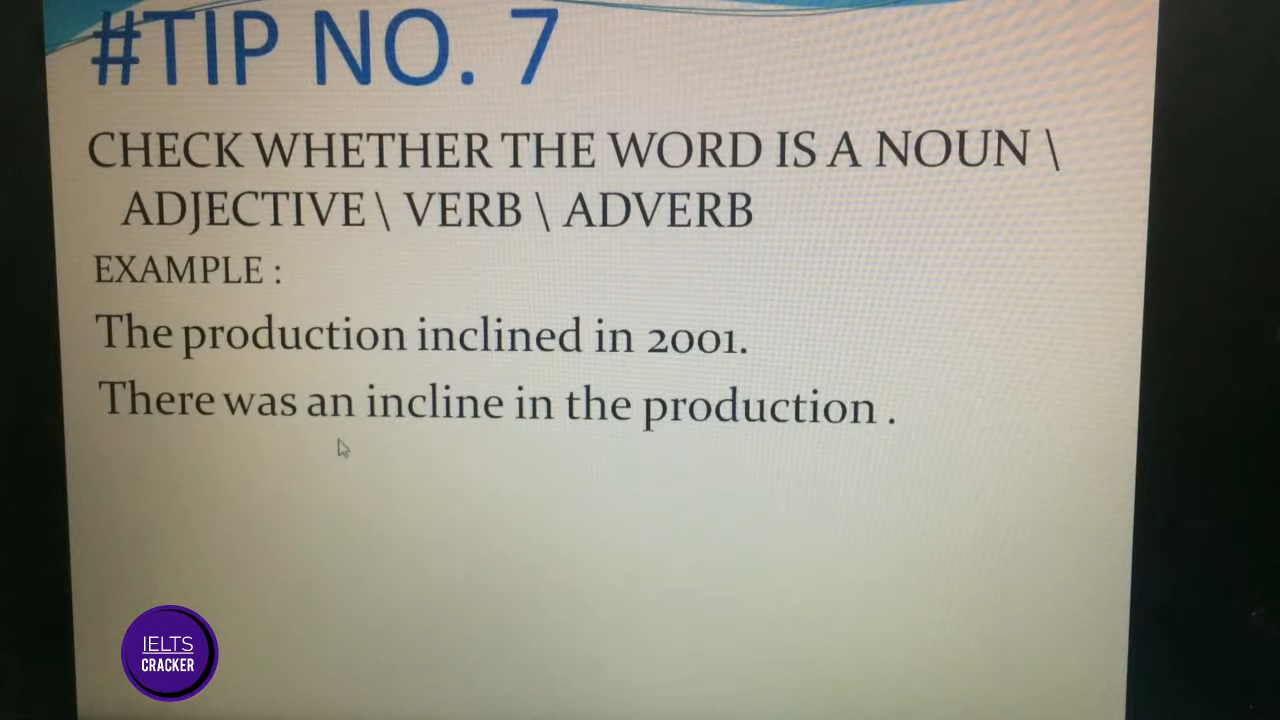 #TIP NO. 7
CHECK WHETHER THE WORD IS A NOUN \
ADJECTIVE \ VERB \ ADVERB
EXAMPLE :
The production inclined in 2001.
There was an incline in the production .
IELTS
CRACKER